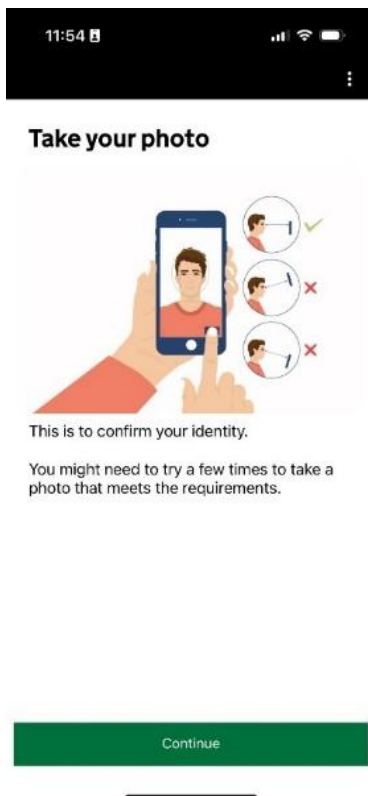 11:54
Take your photo
This is to confirm your identity.
You might need to try a few times to take a
photo that meets the requirements.
Continue